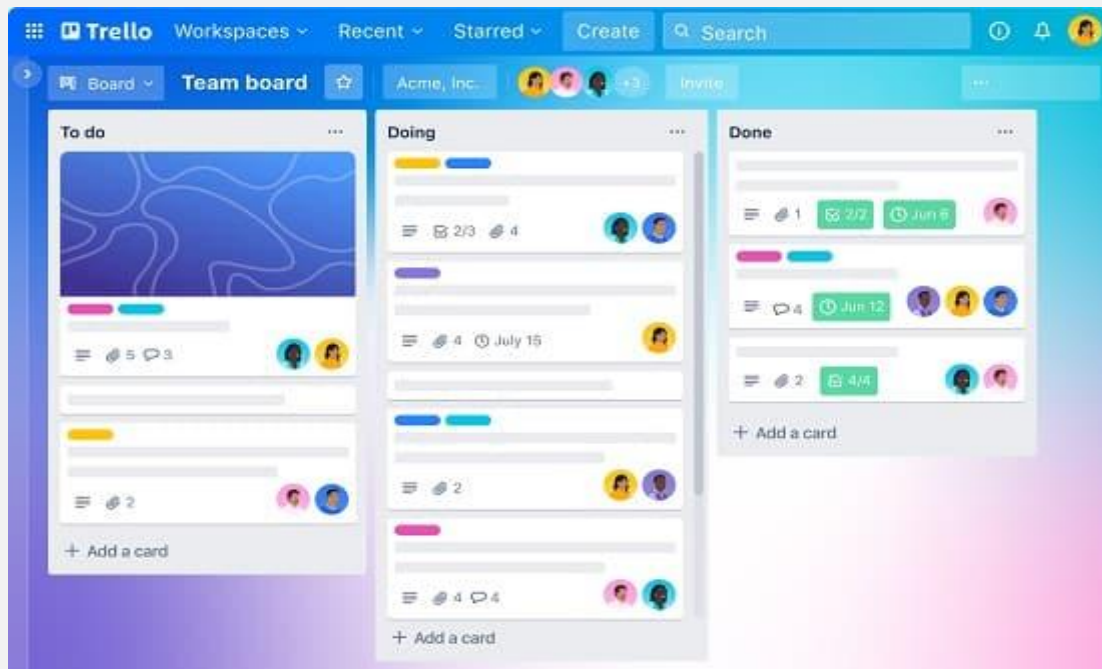 Trello Workspaces Recent Starred Create Search
Board Team board Acme, Inc. +3 Invite
To do
5 3
2
+ Add a card
Doing
2/3 4
4 July 15
2
4 4
+ Add a card
Done
1 2/2 Jun 6
4 Jun 12
2 4/4
+ Add a card